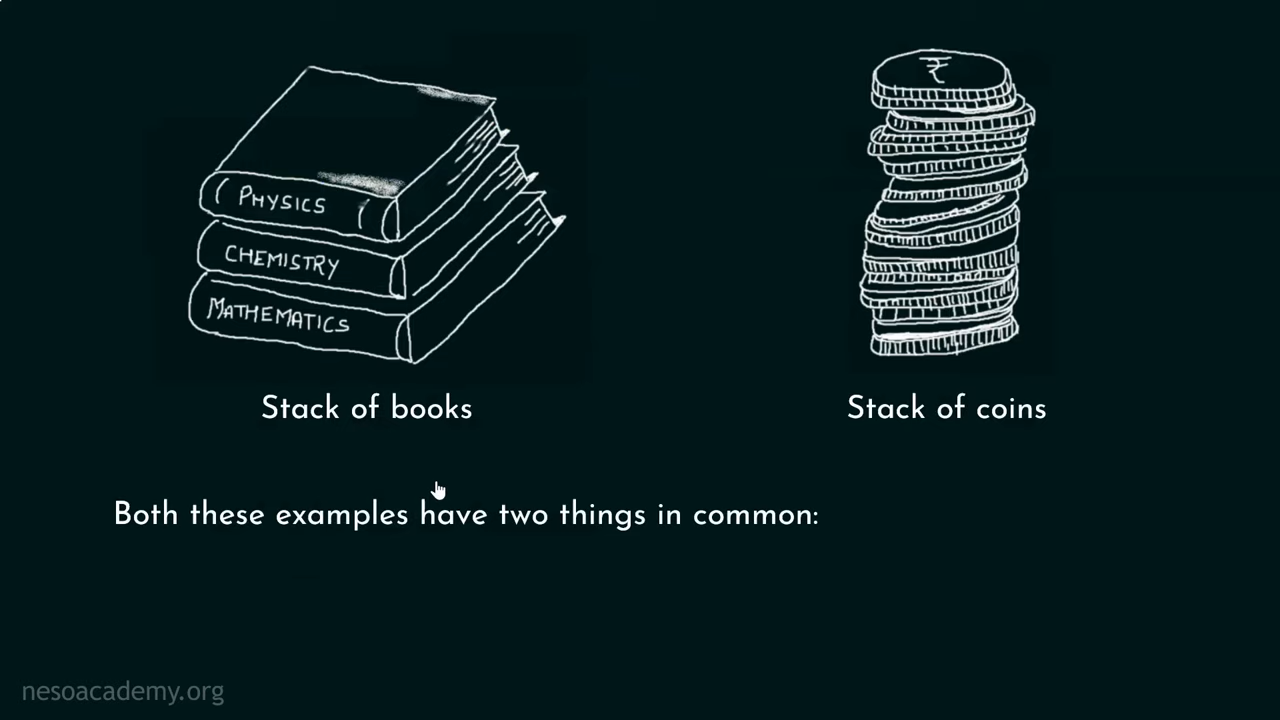 PHYSICS
CHEMISTRY
MATHEMATICS
₹
Stack of books
Stack of coins
Both these examples have two things in common:
nesoacademy.org